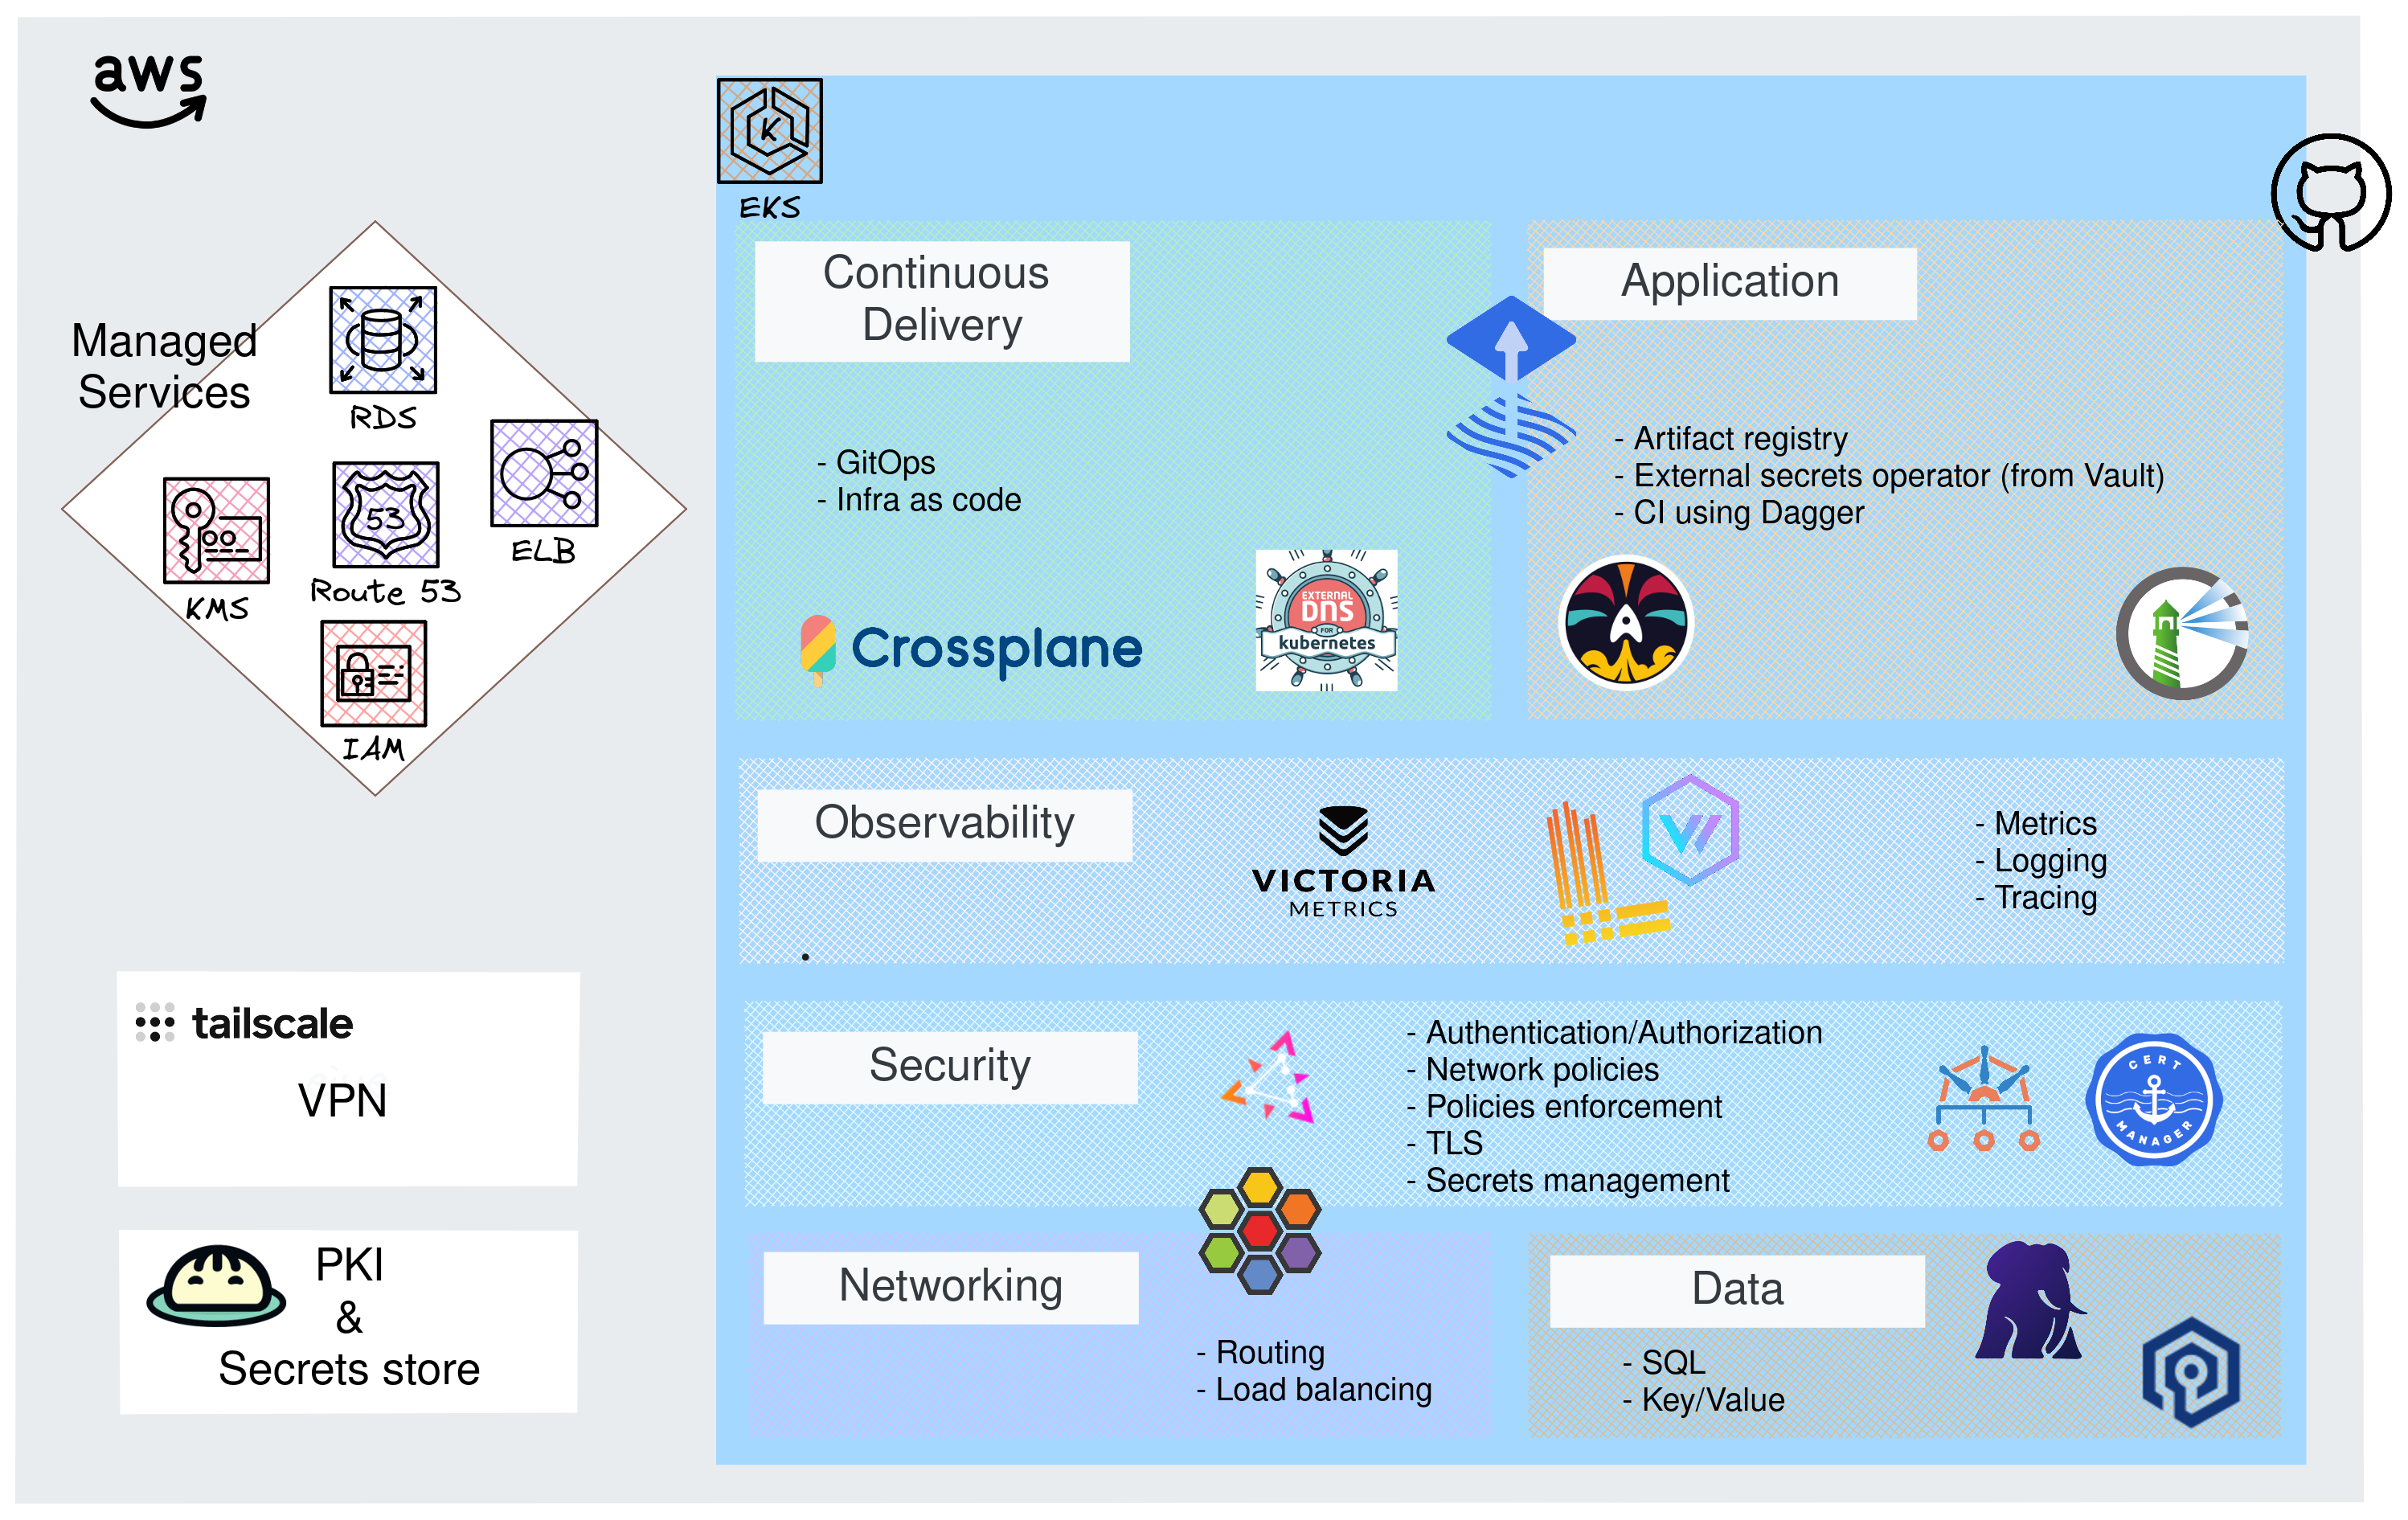 aws
EKS
Managed
Services
RDS
ELB
KMS
53
Route 53
IAM
tailscale
VPN
PKI
&
Secrets store
K
Continuous
Delivery
- GitOps
- Infra as code
Crossplane
EXTERNAL
DNS
FOR
kubernetes
Application
- Artifact registry
- External secrets operator (from Vault)
- CI using Dagger
Observability
VICTORIA
METRICS
- Metrics
- Logging
- Tracing
Security
- Authentication/Authorization
- Network policies
- Policies enforcement
- TLS
- Secrets management
CERT
MANAGER
Networking
- Routing
- Load balancing
Data
- SQL
- Key/Value